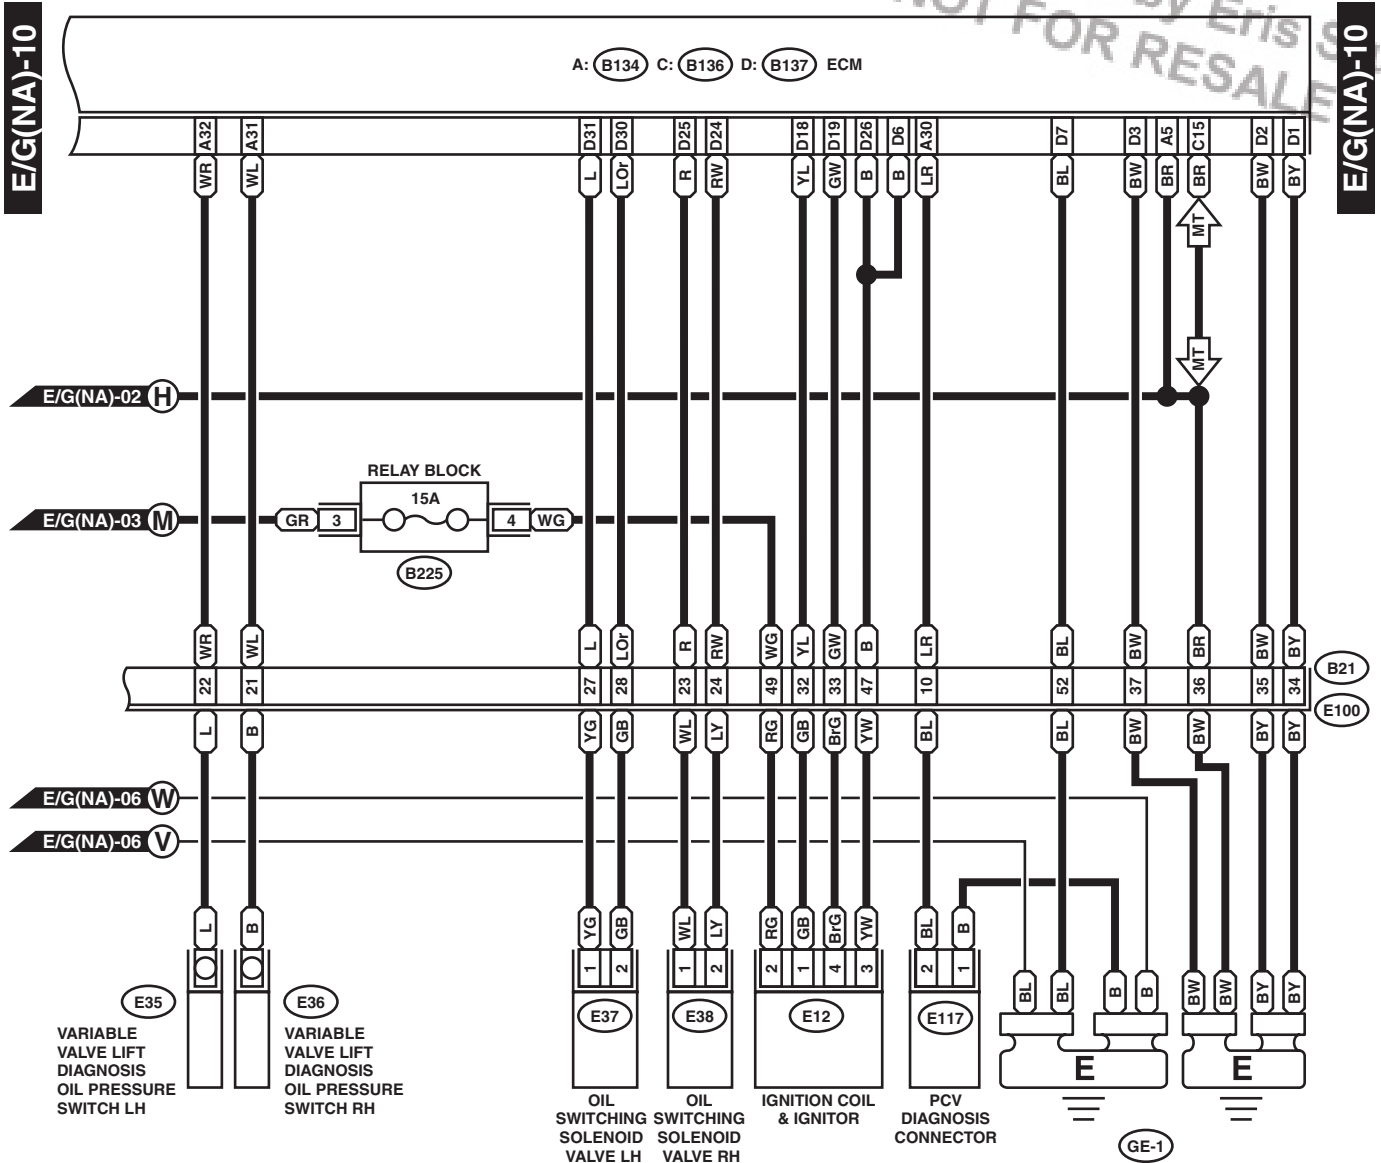 by Eris S
NOT FOR RESALE
E/G(NA)-10
E/G(NA)-10
A: B134 C: B136 D: B137 ECM
A32 A31 D31 D30 D25 D24 D18 D19 D26 D6 A30 D7 D3 A5 C15 D2 D1
WR WL L LOr R RW YL GW B B LR BL BW BR BR BW BY
MT
MT
E/G(NA)-02 H
RELAY BLOCK
15A
E/G(NA)-03 M GR 3 4 WG
B225
WR WL L LOr R RW WG YL GW B LR BL BW BR BW BY
B21
22 21 27 28 23 24 49 32 33 47 10 52 37 36 35 34
E100
L B YG GB WL LY RG GB BrG YW BL BL BW BW BY BY
E/G(NA)-06 W
E/G(NA)-06 V
L B YG GB WL LY RG GB BrG YW BL B
1 2 1 2 2 1 4 3 2 1
BL BL B B BW BW BY BY
E35 E36 E37 E38 E12 E117
VARIABLE
VALVE LIFT
DIAGNOSIS
OIL PRESSURE
SWITCH LH
VARIABLE
VALVE LIFT
DIAGNOSIS
OIL PRESSURE
SWITCH RH
OIL
SWITCHING
SOLENOID
VALVE LH
OIL
SWITCHING
SOLENOID
VALVE RH
IGNITION COIL
& IGNITOR
PCV
DIAGNOSIS
CONNECTOR
E E
GE-1